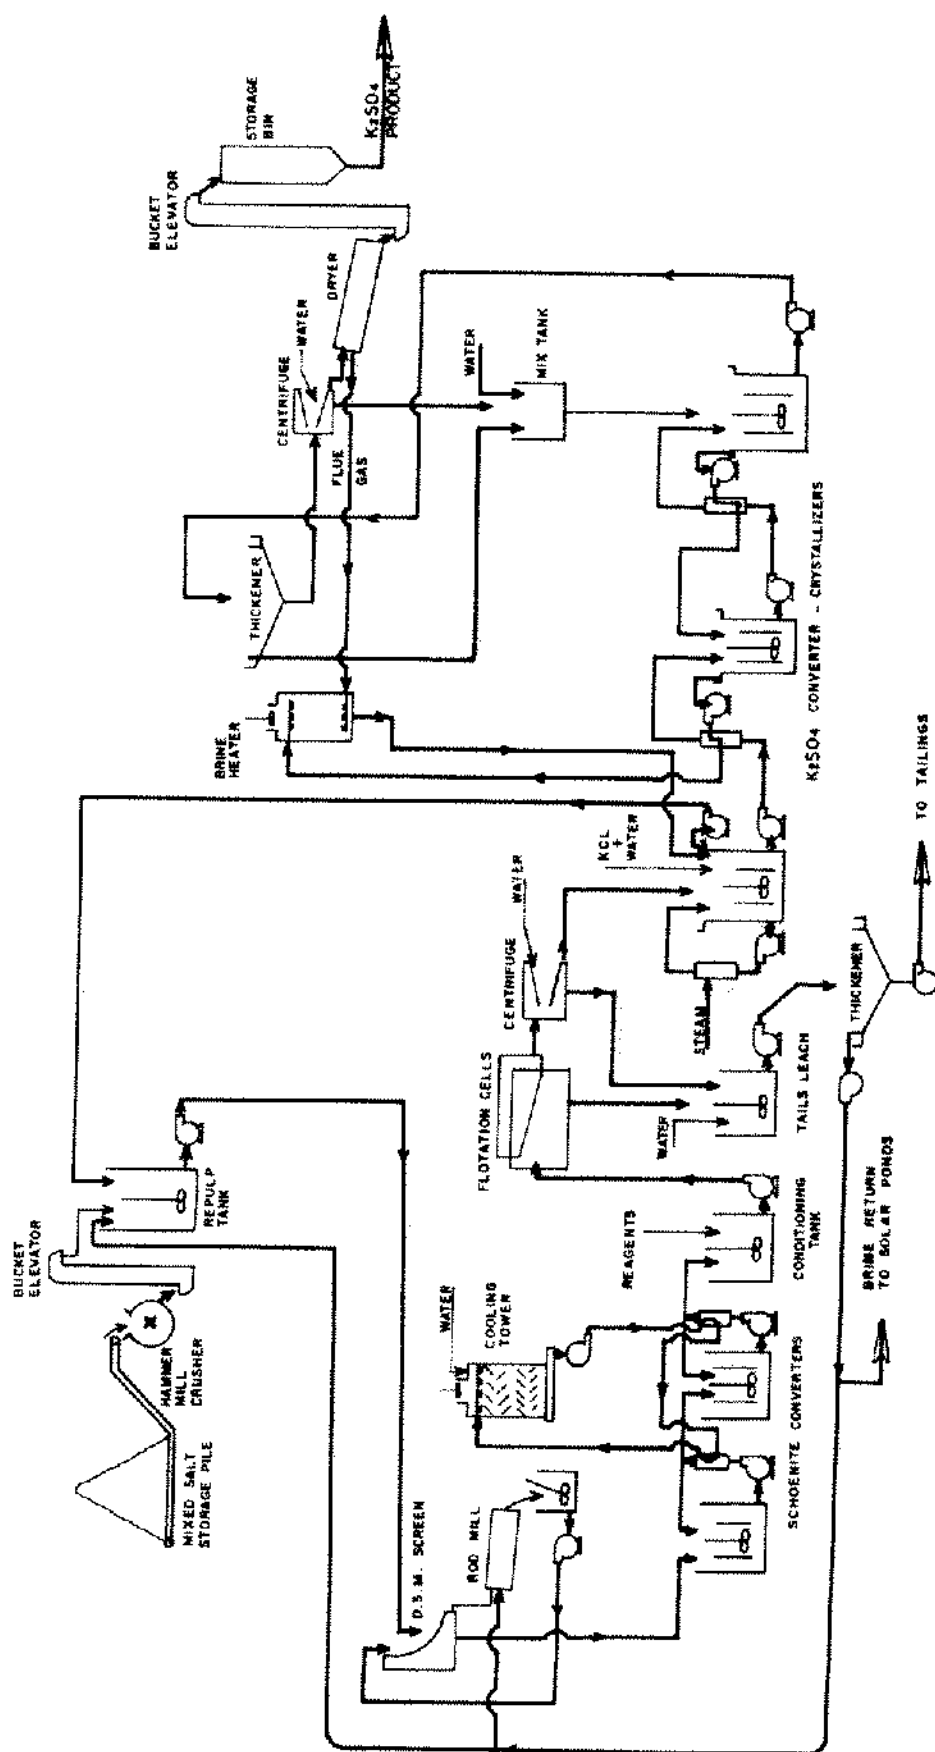 MIXED SALT
STORAGE PILE
HAMMER
MILL
CRUSHER
BUCKET
ELEVATOR
REPULP
TANK
D.S.M. SCREEN
ROD MILL
WATER
COOLING
TOWER
SCHOENITE CONVERTERS
REAGENTS
CONDITIONING
TANK
FLOTATION CELLS
CENTRIFUGE
WATER
WATER
TAILS LEACH
THICKENER
TO TAILINGS
BRINE RETURN
TO SOLAR PONDS
STEAM
KCL
+
WATER
BRINE
HEATER
THICKENER
FLUE
GAS
CENTRIFUGE
WATER
DRYER
BUCKET
ELEVATOR
STORAGE
BIN
K2SO4
PRODUCT
WATER
MIX TANK
K2SO4 CONVERTER - CRYSTALLIZERS